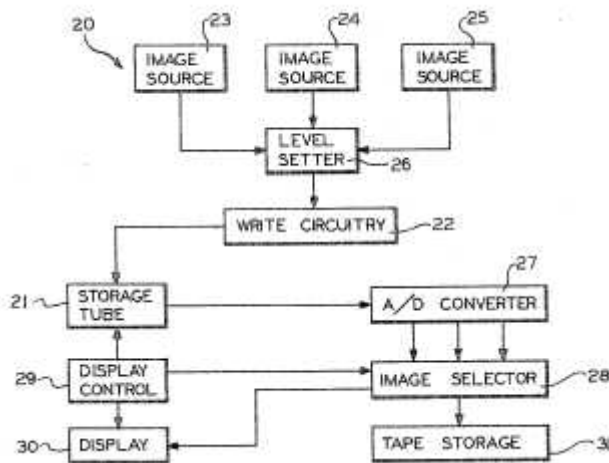 20
23
24
25
IMAGE
SOURCE
IMAGE
SOURCE
IMAGE
SOURCE
LEVEL
SETTER
26
WRITE CIRCUITRY
22
27
21
STORAGE
TUBE
A/D CONVERTER
29
DISPLAY
CONTROL
IMAGE SELECTOR
28
30
DISPLAY
TAPE STORAGE
31